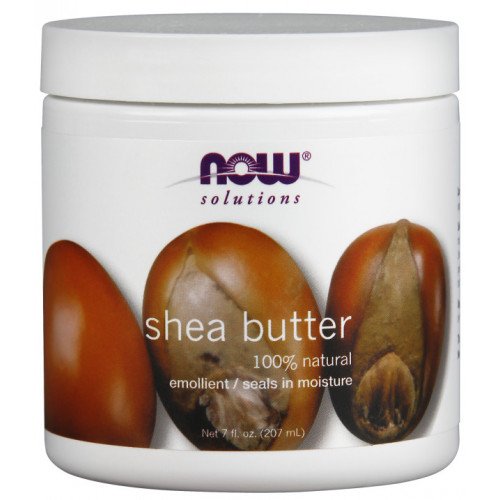 NOW®
solutions
shea butter
100% natural
emollient / seals in moisture
Net 7 fl. oz. (207 mL)